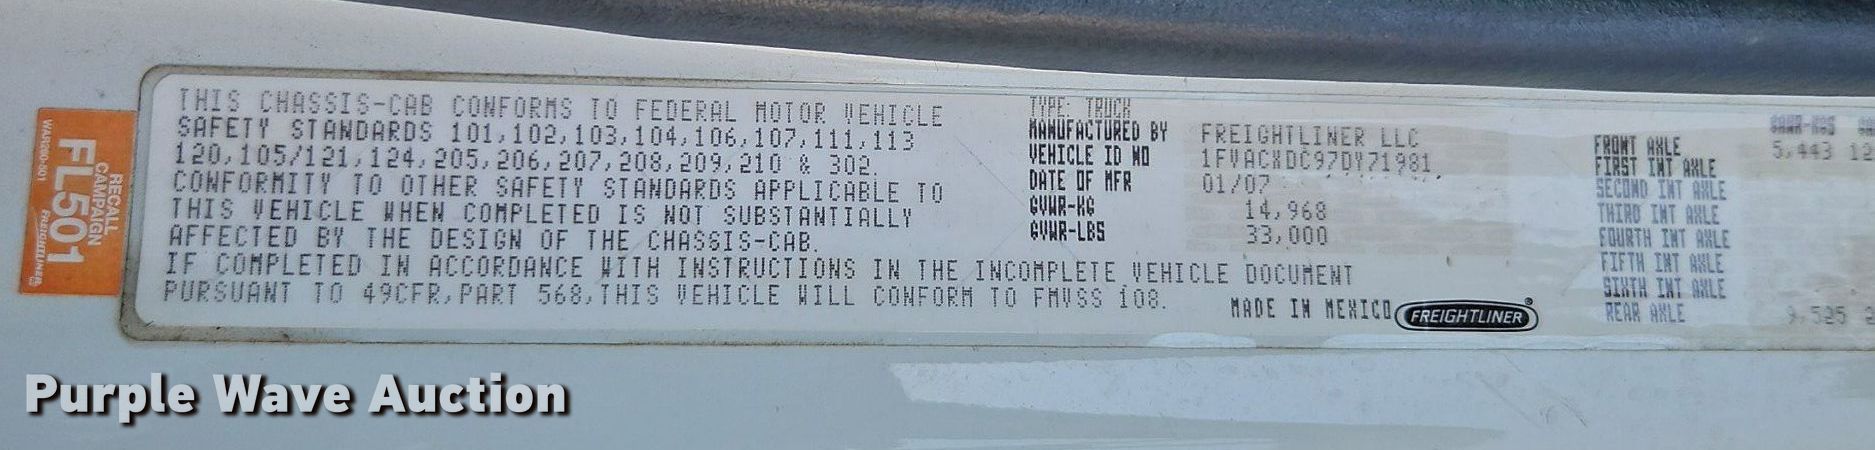 RECALL
CAMPAIGN
FL501
FREIGHTLINER
THIS CHASSIS-CAB CONFORMS TO FEDERAL MOTOR VEHICLE
SAFETY STANDARDS 101,102,103,104,106,107,111,113
120,105/121,124,205,206,207,208,209,210 & 302.
CONFORMITY TO OTHER SAFETY STANDARDS APPLICABLE TO
THIS VEHICLE WHEN COMPLETED IS NOT SUBSTANTIALLY
AFFECTED BY THE DESIGN OF THE CHASSIS-CAB.
IF COMPLETED IN ACCORDANCE WITH INSTRUCTIONS IN THE INCOMPLETE VEHICLE DOCUMENT
PURSUANT TO 49CFR,PART 568,THIS VEHICLE WILL CONFORM TO FMVSS 108.
TYPE: TRUCK
MANUFACTURED BY FREIGHTLINER LLC
VEHICLE ID NO 1FVACXDC97DY71981
DATE OF MFR 01/07
GVWR-KG 14,968
GVWR-LBS 33,000
MADE IN MEXICO FREIGHTLINER®
GAWR-KGS
FRONT AXLE 5,443 12
FIRST INT AXLE
SECOND INT AXLE
THIRD INT AXLE
FOURTH INT AXLE
FIFTH INT AXLE
SIXTH INT AXLE
REAR AXLE 9,525 2
Purple Wave Auction